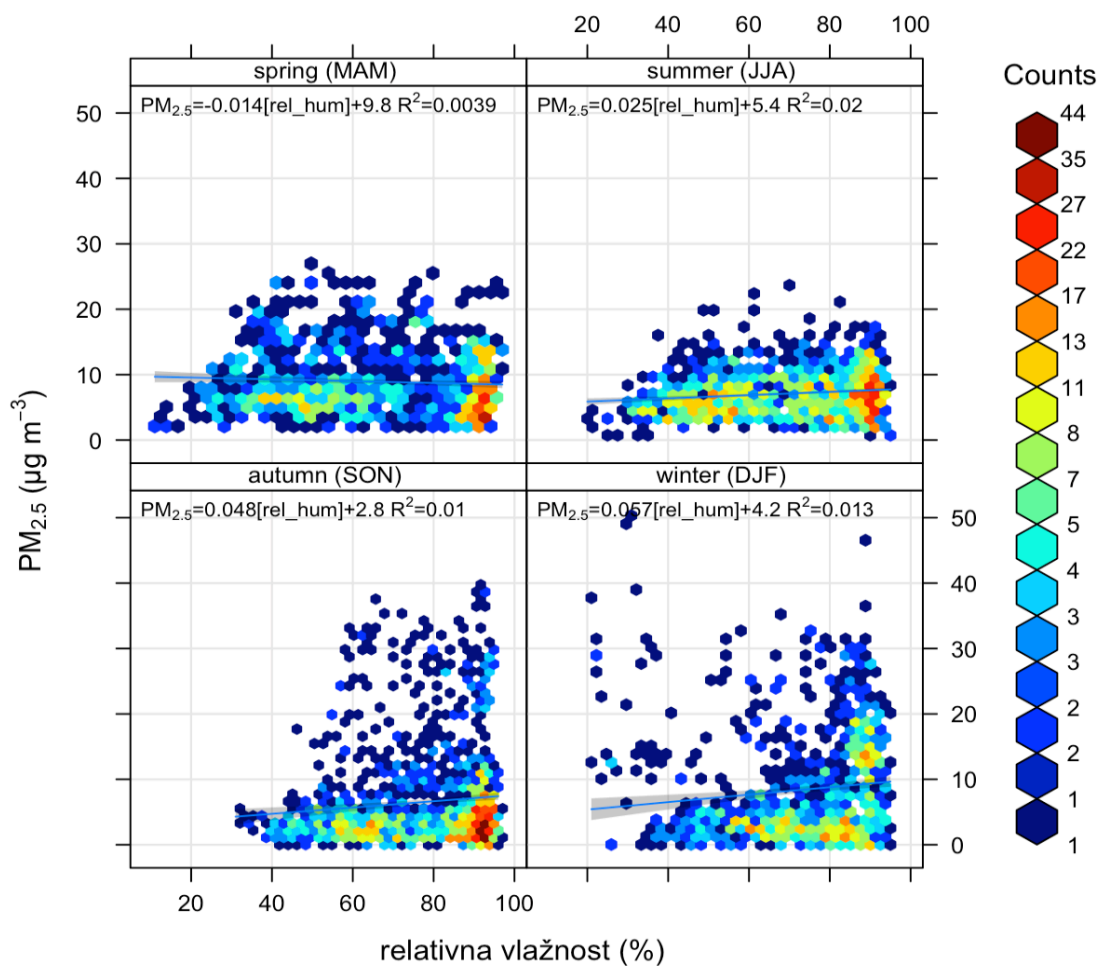 20 40 60 80 100
spring (MAM) summer (JJA)
Counts
PM2.5=-0.014[rel_hum]+9.8 R²=0.0039
PM2.5=0.025[rel_hum]+5.4 R²=0.02
50
40
30
20
10
0
autumn (SON) winter (DJF)
PM2.5=0.048[rel_hum]+2.8 R²=0.01
PM2.5=0.057[rel_hum]+4.2 R²=0.013
50
40
30
20
10
0
20 40 60 80 100
PM2.5 (µg m−3)
relativna vlažnost (%)
44
35
27
22
17
13
11
8
7
5
4
3
3
2
2
1
1